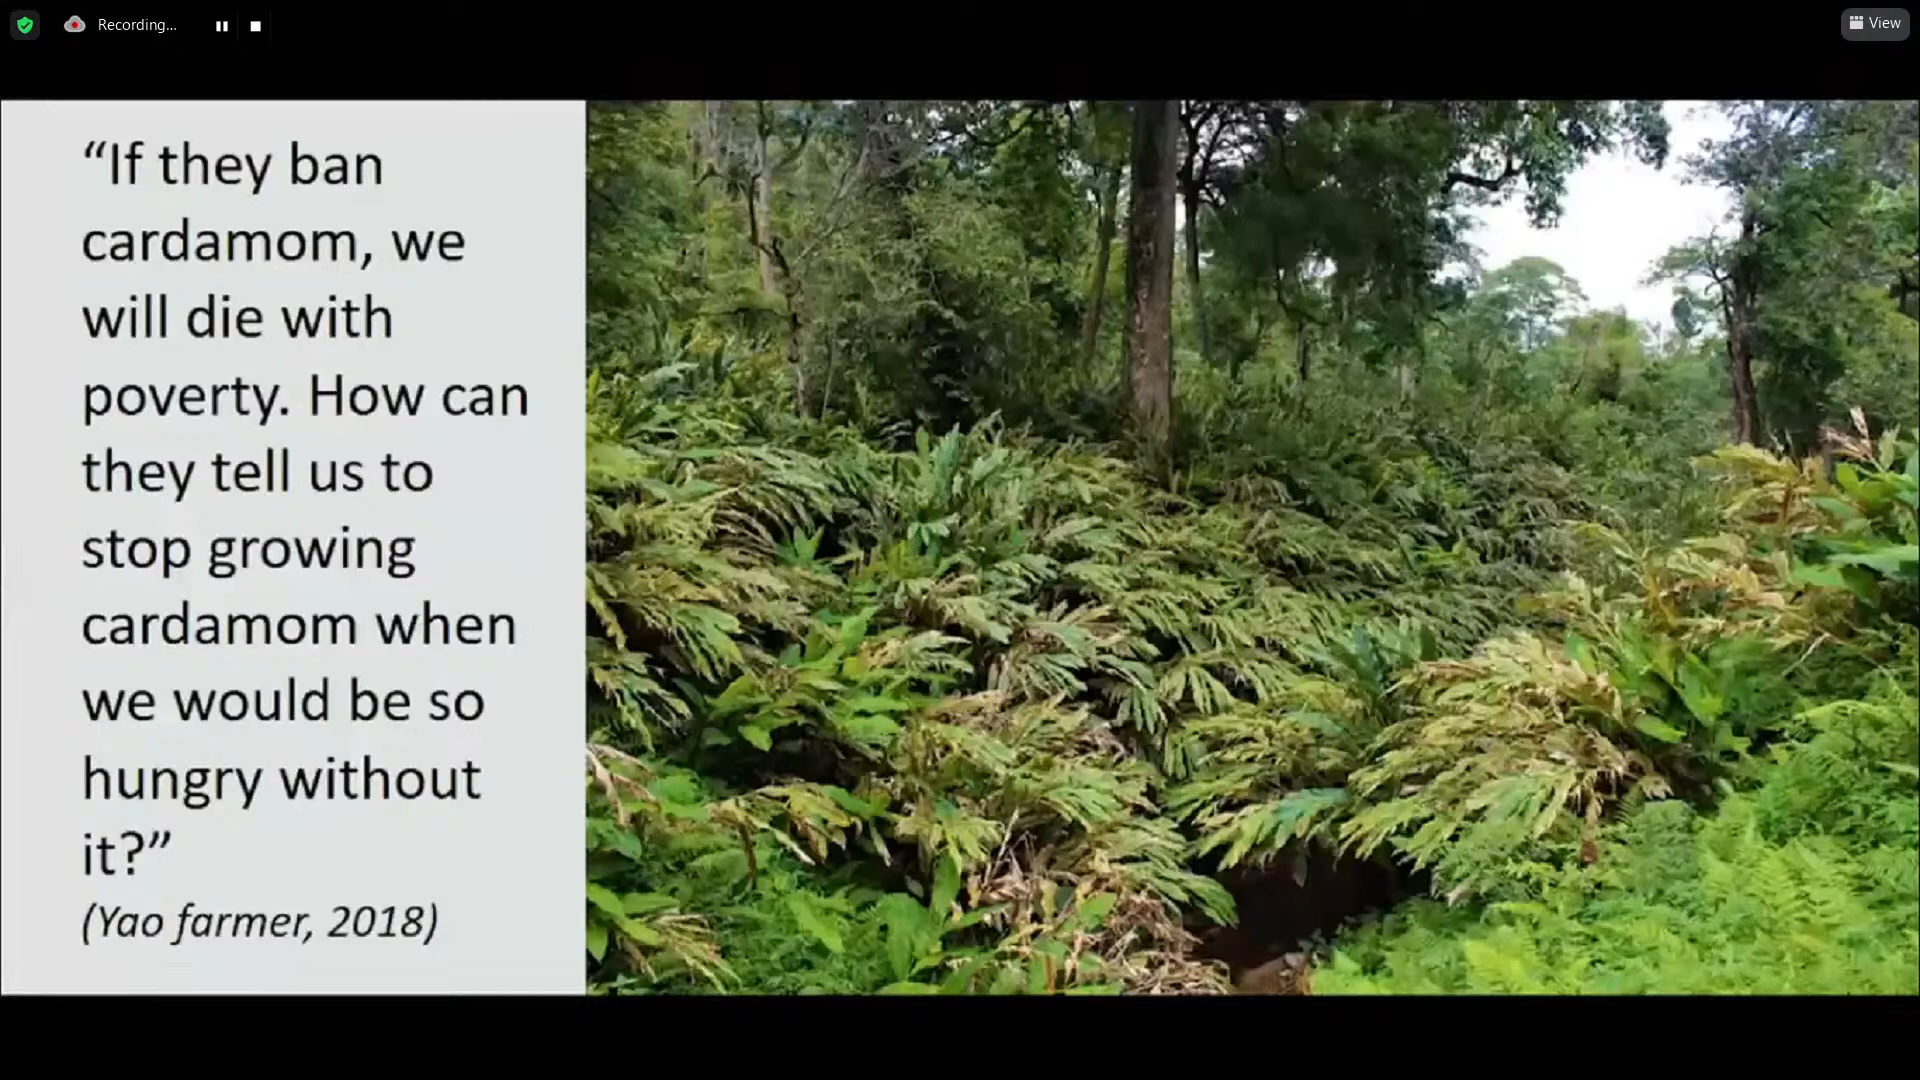 Recording...
View
“If they ban
cardamom, we
will die with
poverty. How can
they tell us to
stop growing
cardamom when
we would be so
hungry without
it?”
(Yao farmer, 2018)